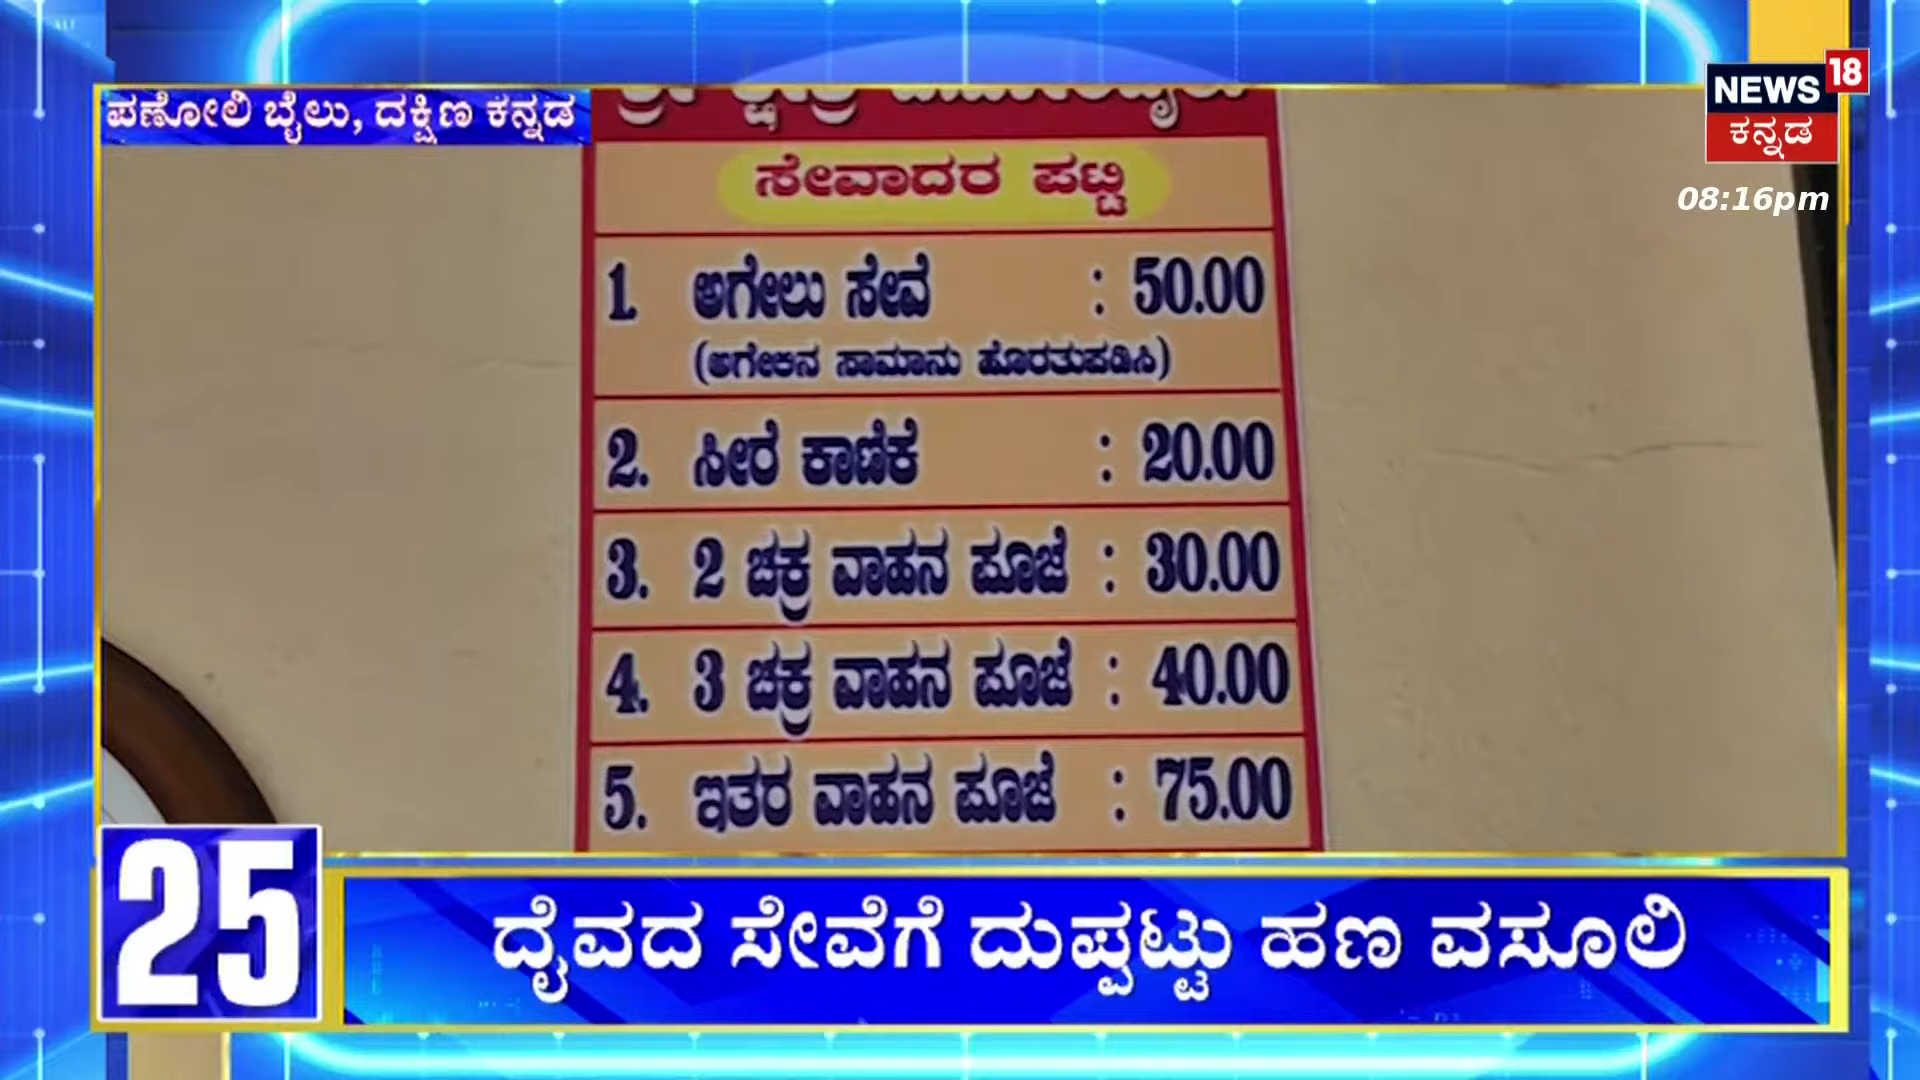 ಪಣೋಲಿ ಬೈಲು, ದಕ್ಷಿಣ ಕನ್ನಡ
NEWS 18
ಕನ್ನಡ
08:16pm
ಶ್ರೀ ಕ್ಷೇತ್ರ
ಸೇವಾದರ ಪಟ್ಟಿ
1. ಅಗೇಲು ಸೇವೆ : 50.00
(ಅಗೇಲಿನ ಸಾಮಾನು ಹೊರತುಪಡಿಸಿ)
2. ಸೀರೆ ಕಾಣಿಕೆ : 20.00
3. 2 ಚಕ್ರ ವಾಹನ ಪೂಜೆ : 30.00
4. 3 ಚಕ್ರ ವಾಹನ ಪೂಜೆ : 40.00
5. ಇತರ ವಾಹನ ಪೂಜೆ : 75.00
25
ದೈವದ ಸೇವೆಗೆ ದುಪ್ಪಟ್ಟು ಹಣ ವಸೂಲಿ